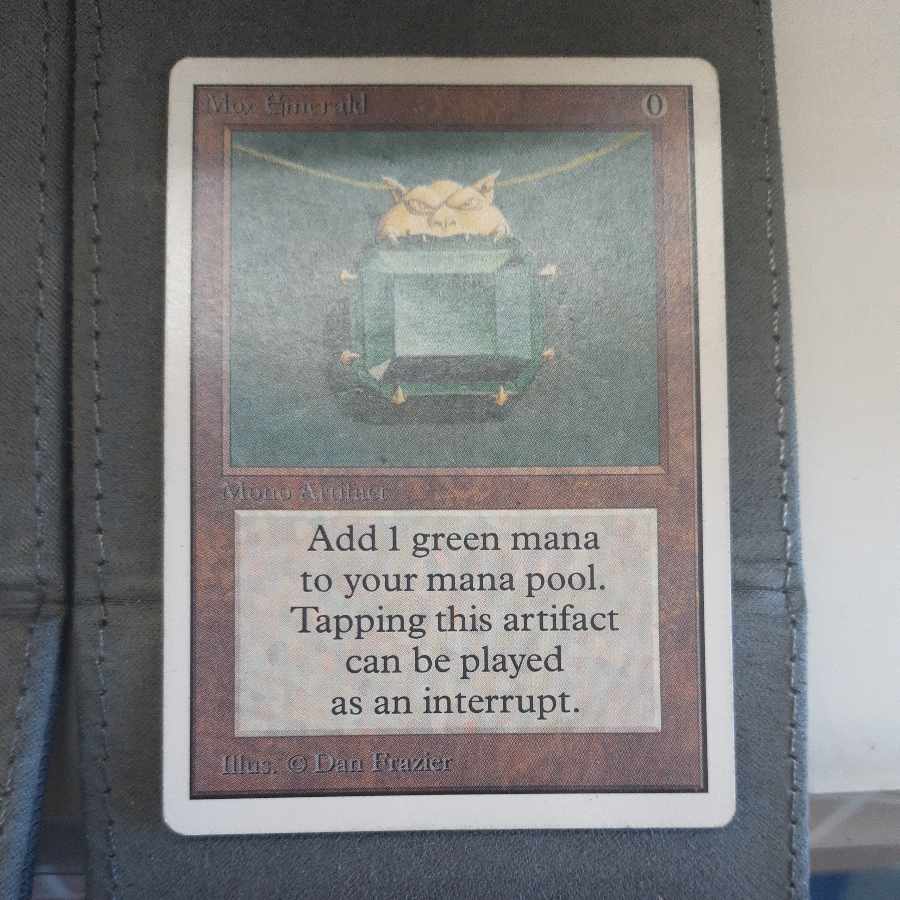 Mox Emerald 0
Mono Artifact
Add 1 green mana
to your mana pool.
Tapping this artifact
can be played
as an interrupt.
Illus. © Dan Frazier